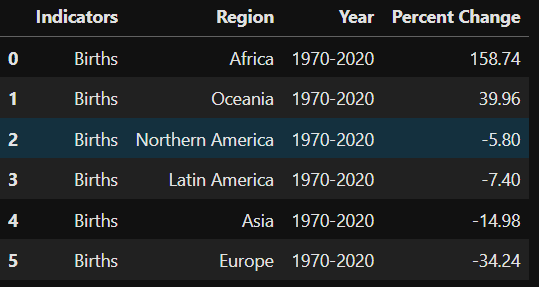 Indicators Region Year Percent Change
0 Births Africa 1970-2020 158.74
1 Births Oceania 1970-2020 39.96
2 Births Northern America 1970-2020 -5.80
3 Births Latin America 1970-2020 -7.40
4 Births Asia 1970-2020 -14.98
5 Births Europe 1970-2020 -34.24